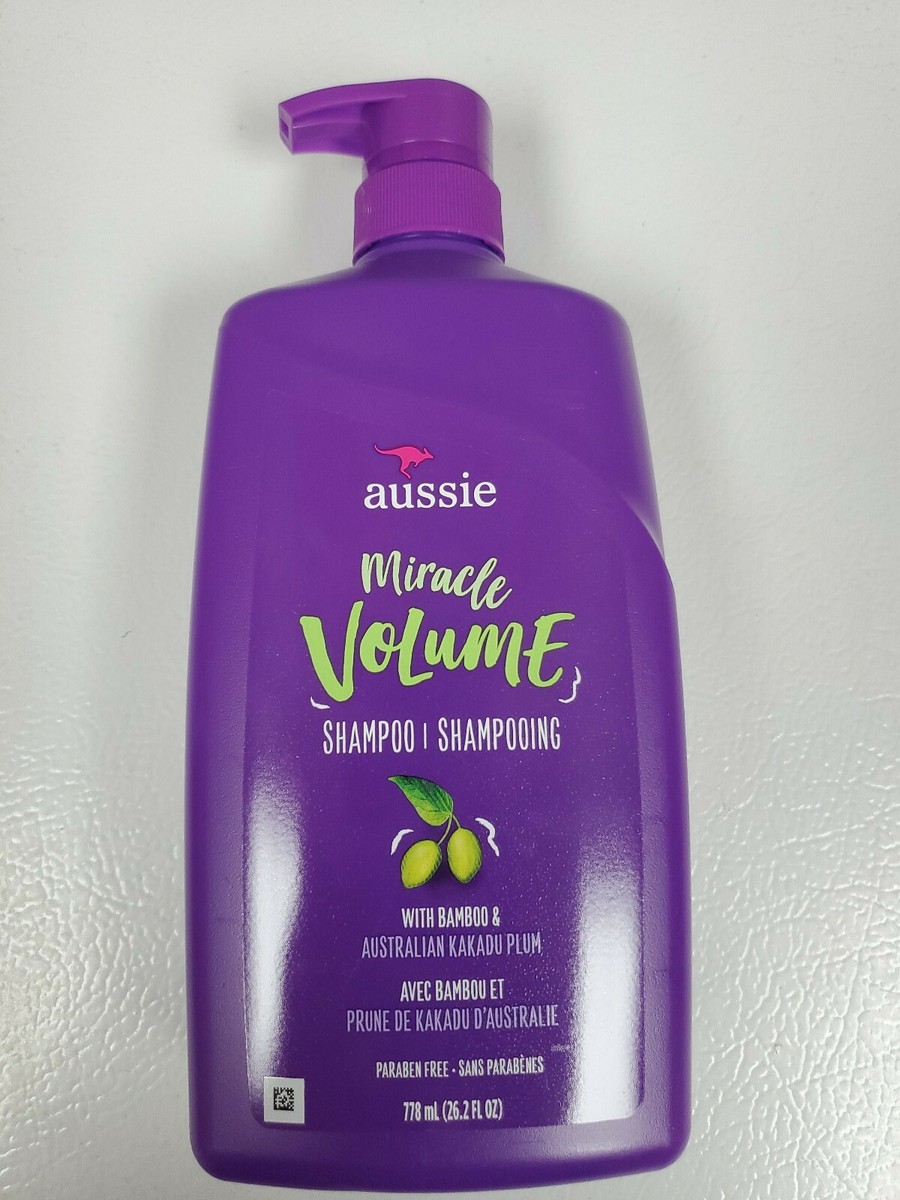 aussie
Miracle
VOLUME
SHAMPOO | SHAMPOOING
WITH BAMBOO &
AUSTRALIAN KAKADU PLUM
AVEC BAMBOU ET
PRUNE DE KAKADU D'AUSTRALIE
PARABEN FREE • SANS PARABÈNES
778 mL (26.2 FL OZ)